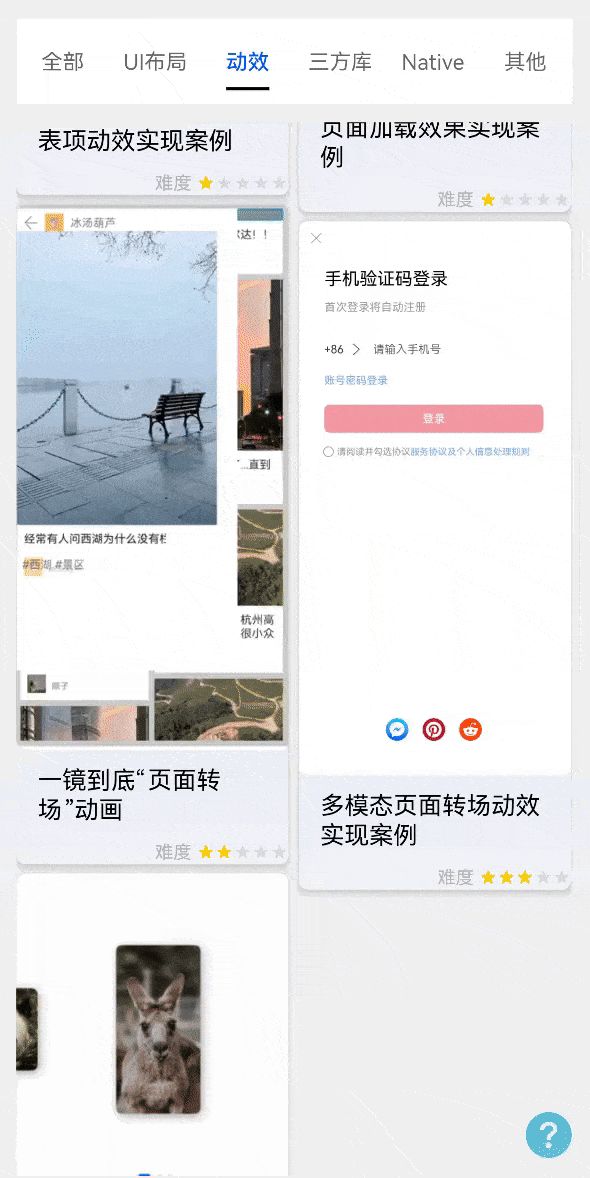 全部 UI布局 动效 三方库 Native 其他
表项动效实现案例
难度
页面加载效果实现案
例
难度
冰汤葫芦
达！！
经常有人问西湖为什么没有栏
#西湖 #景区
...直到
杭州高
很小众
一镜到底“页面转
场”动画
难度
手机验证码登录
首次登录将自动注册
+86 请输入手机号
账号密码登录
登录
请阅读并勾选协议服务协议及个人信息处理规则
多模态页面转场动效
实现案例
难度
?